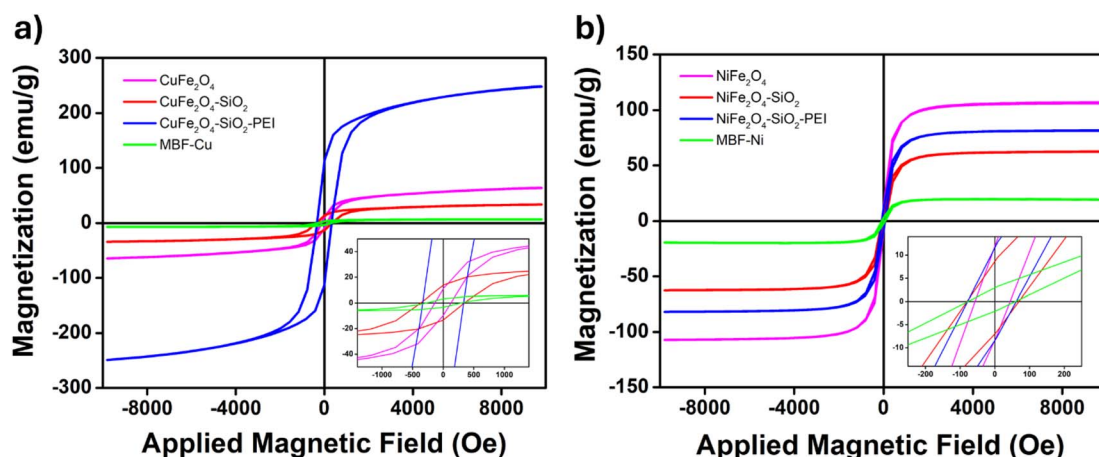 a)
300
200
100
0
-100
-200
-300
Magnetization (emu/g)
CuFe₂O₄
CuFe₂O₄-SiO₂
CuFe₂O₄-SiO₂-PEI
MBF-Cu
40
20
0
-20
-40
-1000 -500 0 500 1000
-8000 -4000 0 4000 8000
Applied Magnetic Field (Oe)
b)
150
100
50
0
-50
-100
-150
Magnetization (emu/g)
NiFe₂O₄
NiFe₂O₄-SiO₂
NiFe₂O₄-SiO₂-PEI
MBF-Ni
10
5
0
-5
-10
-200 -100 0 100 200
-8000 -4000 0 4000 8000
Applied Magnetic Field (Oe)